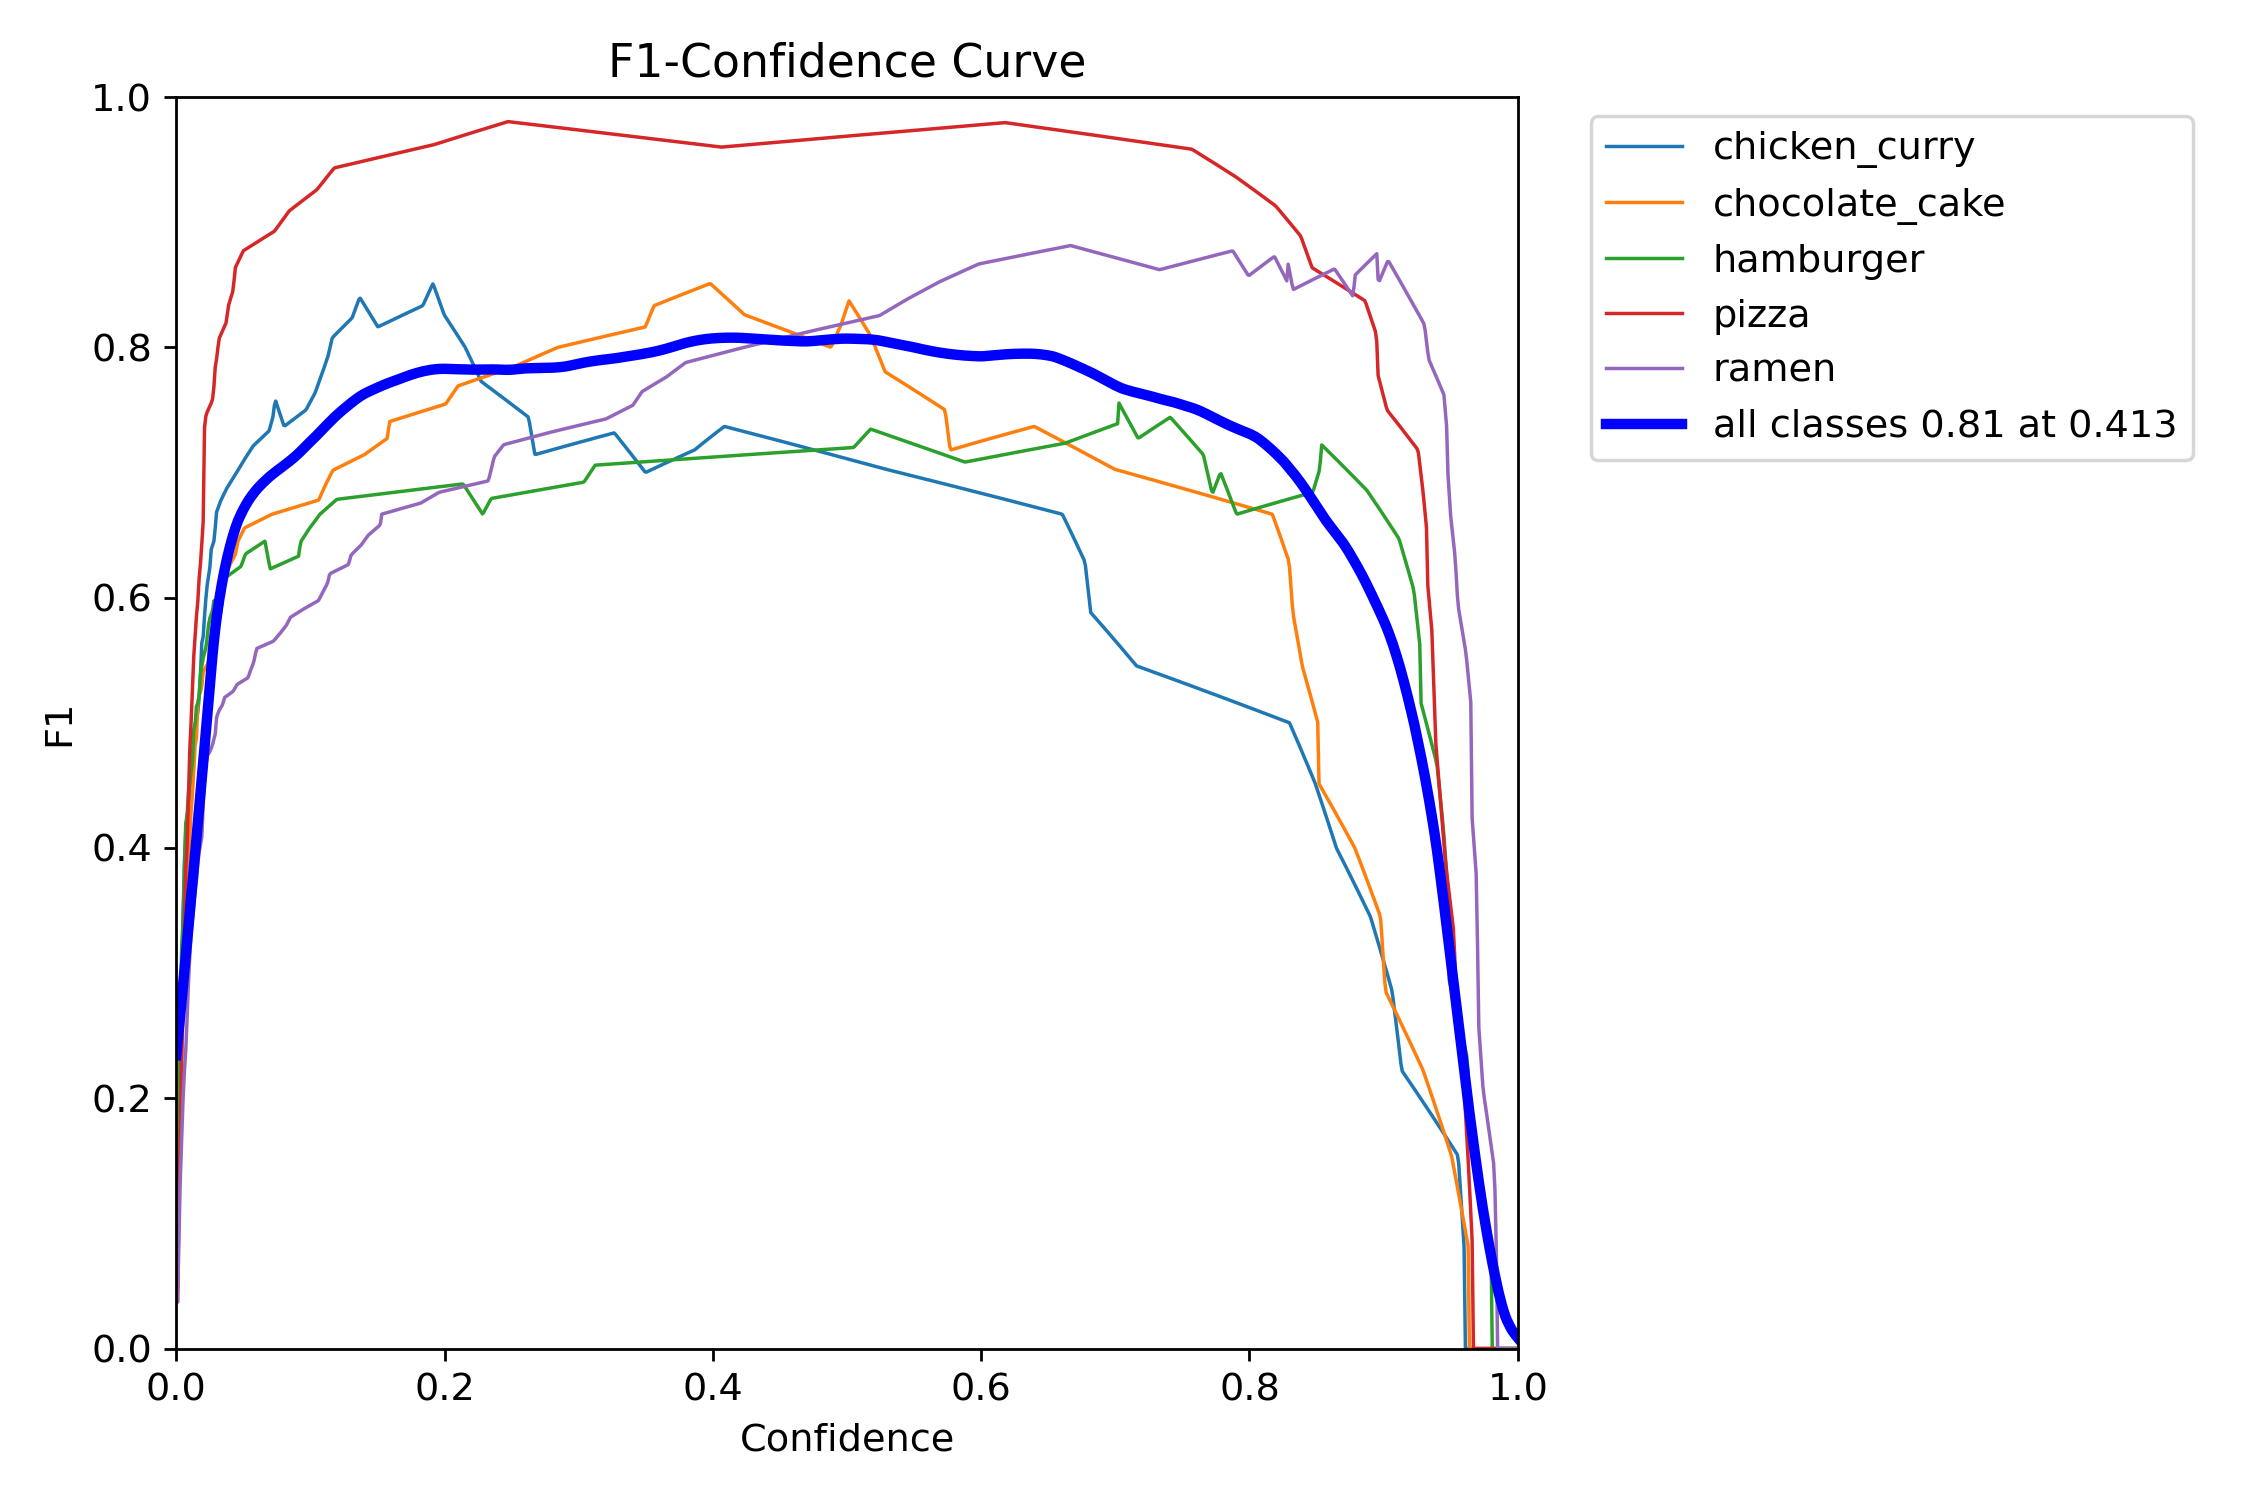 F1-Confidence Curve
1.0
0.8
0.6
0.4
0.2
0.0
F1
0.0 0.2 0.4 0.6 0.8 1.0
Confidence
chicken_curry
chocolate_cake
hamburger
pizza
ramen
all classes 0.81 at 0.413